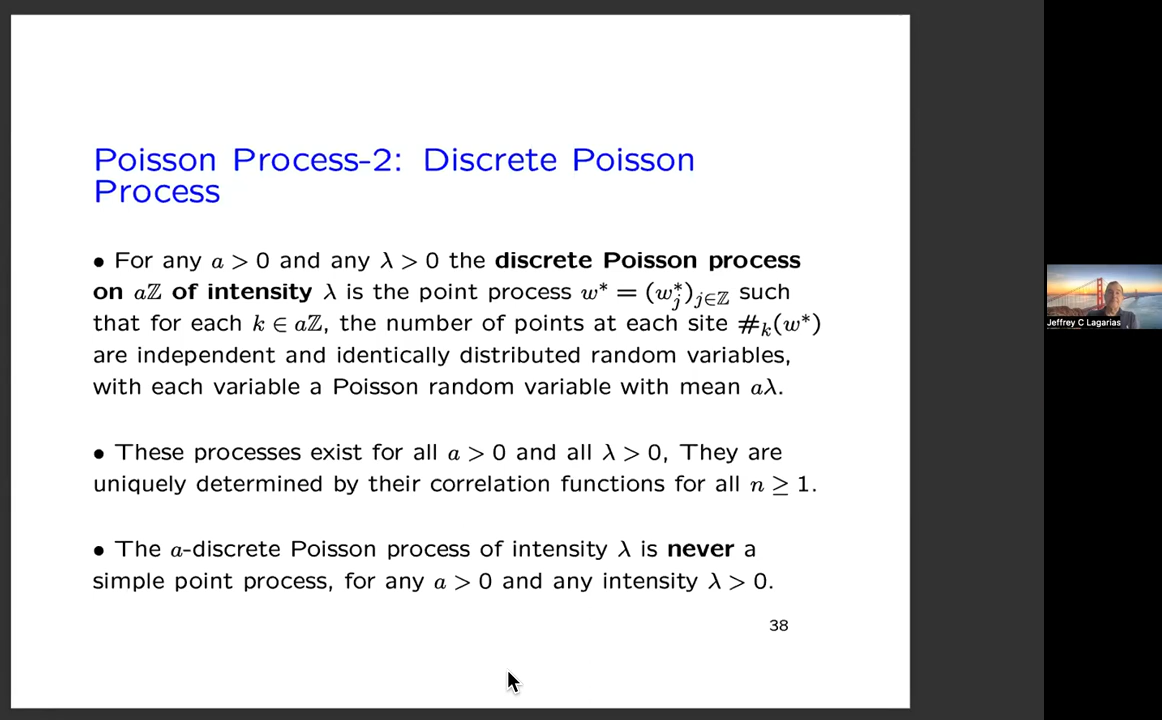 Poisson Process-2: Discrete Poisson
Process
• For any a > 0 and any λ > 0 the discrete Poisson process
on aℤ of intensity λ is the point process w* = (w*_j)_{j∈ℤ} such
that for each k ∈ aℤ, the number of points at each site #_k(w*)
are independent and identically distributed random variables,
with each variable a Poisson random variable with mean aλ.
• These processes exist for all a > 0 and all λ > 0, They are
uniquely determined by their correlation functions for all n ≥ 1.
• The a-discrete Poisson process of intensity λ is never a
simple point process, for any a > 0 and any intensity λ > 0.
38
Jeffrey C Lagarias